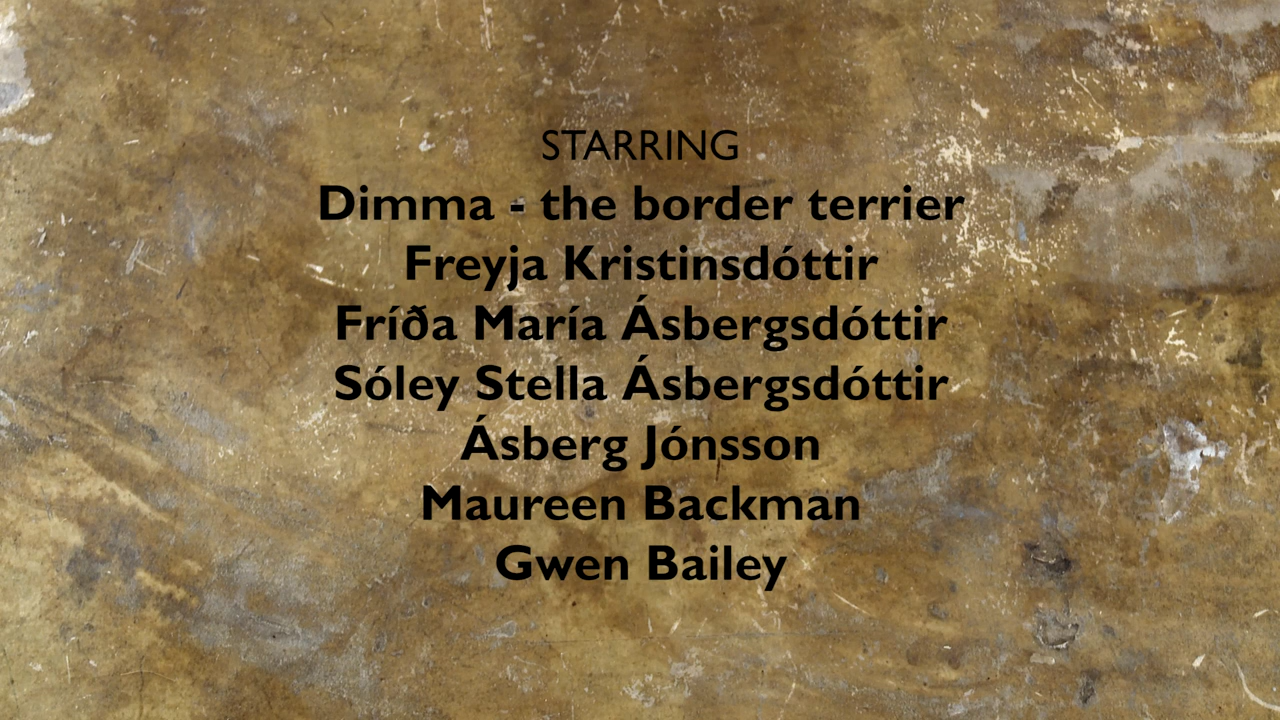 STARRING
Dimma - the border terrier
Freyja Kristinsdóttir
Fríða María Ásbergsdóttir
Sóley Stella Ásbergsdóttir
Ásberg Jónsson
Maureen Backman
Gwen Bailey